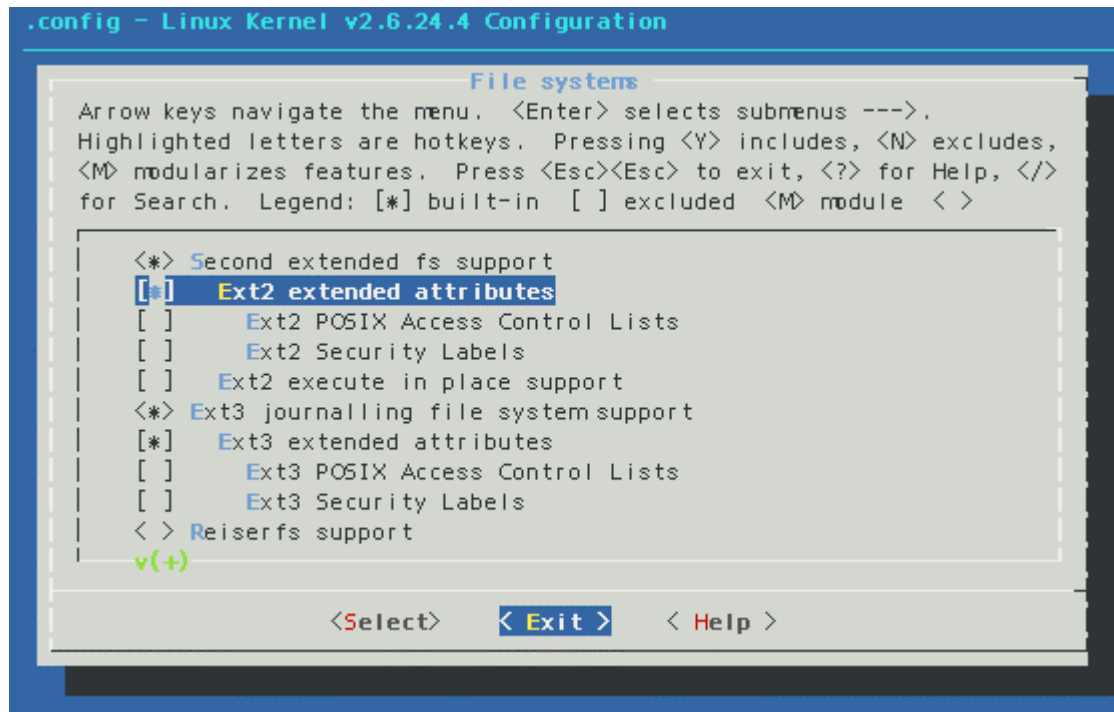 .config - Linux Kernel v2.6.24.4 Configuration
File systems
Arrow keys navigate the menu. <Enter> selects submenus --->.
Highlighted letters are hotkeys. Pressing <Y> includes, <N> excludes,
<M> modularizes features. Press <Esc><Esc> to exit, <?> for Help, </>
for Search. Legend: [*] built-in [ ] excluded <M> module < >
<*> Second extended fs support
[*] Ext2 extended attributes
[ ] Ext2 POSIX Access Control Lists
[ ] Ext2 Security Labels
[ ] Ext2 execute in place support
<*> Ext3 journalling file system support
[*] Ext3 extended attributes
[ ] Ext3 POSIX Access Control Lists
[ ] Ext3 Security Labels
< > Reiserfs support
v(+)
<Select> < Exit > < Help >